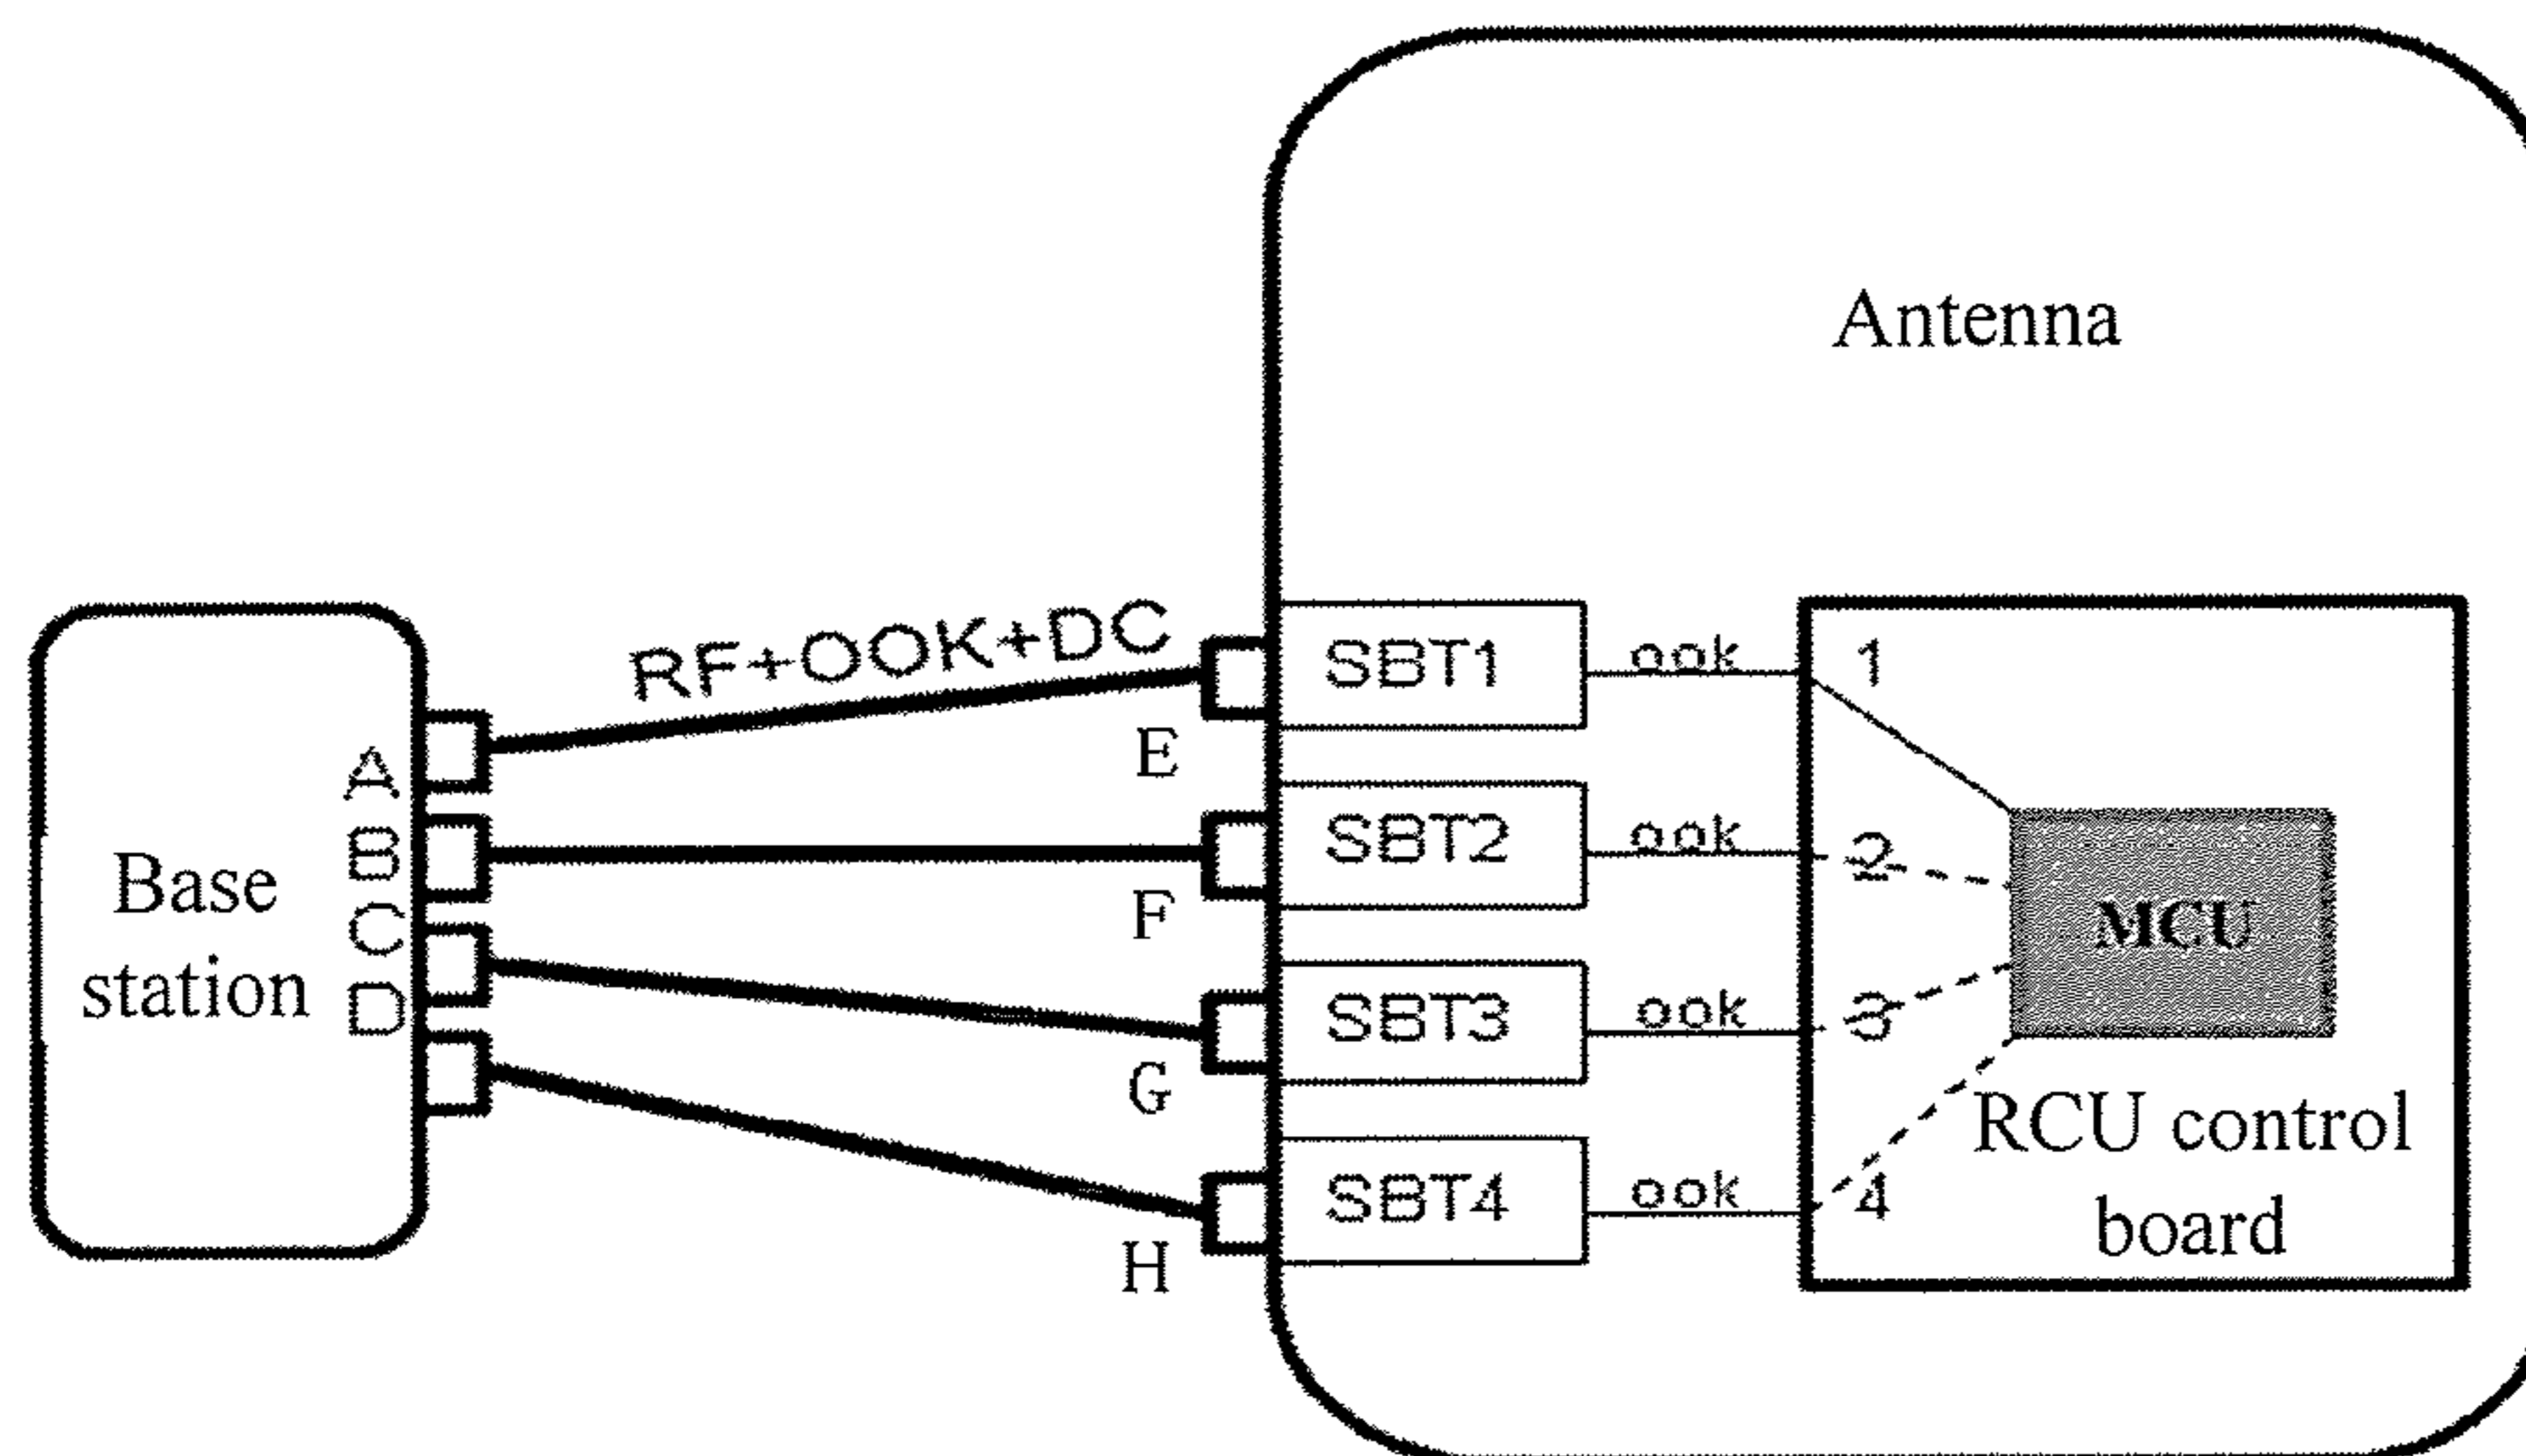 Antenna
RF+OOK+DC
SBT1
ook
1
E
A
SBT2
ook
2
B
Base
station
F
MCU
C
SBT3
ook
3
D
G
RCU control
board
SBT4
ook
4
H